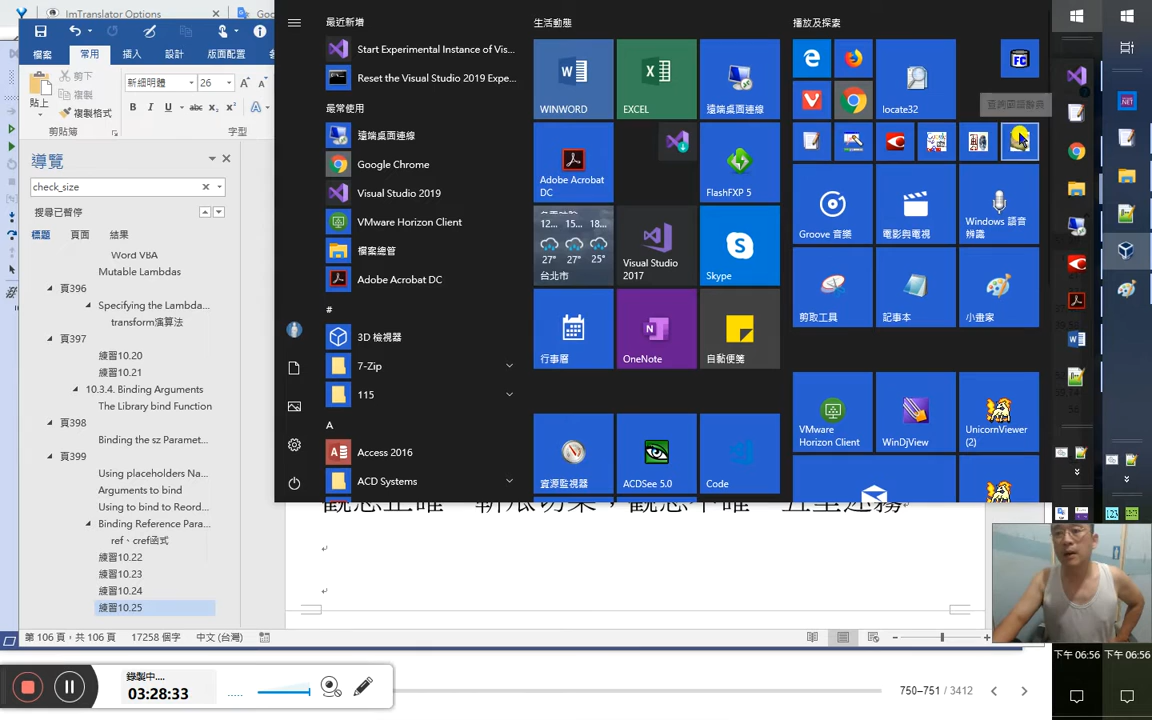 ImTranslator Options
Goo
檔案
常用
插入
設計
版面配置
剪下
複製
複製格式
貼上
剪貼簿
新細明體
26
字型
導覽
check_size
搜尋已暫停
標題
頁面
結果
Word VBA
Mutable Lambdas
頁396
Specifying the Lambda...
transform演算法
頁397
練習10.20
練習10.21
10.3.4. Binding Arguments
The Library bind Function
頁398
Binding the sz Paramet...
頁399
Using placeholders Na...
Arguments to bind
Using to bind to Reord...
Binding Reference Para...
ref、cref函式
練習10.22
練習10.23
練習10.24
練習10.25
第 106 頁，共 106 頁
17258 個字
中文 (台灣)
最近新增
Start Experimental Instance of Vis...
Reset the Visual Studio 2019 Expe...
最常使用
遠端桌面連線
Google Chrome
Visual Studio 2019
VMware Horizon Client
檔案總管
Adobe Acrobat DC
#
3D 檢視器
7-Zip
115
A
Access 2016
ACD Systems
生活動態
WINWORD
EXCEL
遠端桌面連線
Adobe Acrobat DC
FlashFXP 5
12...
15...
18...
27°
27°
25°
台北市
Visual Studio 2017
Skype
行事曆
OneNote
自黏便箋
資源監視器
ACDSee 5.0
Code
播放及探索
locate32
FC
Groove 音樂
電影與電視
Windows 語音辨識
剪取工具
記事本
小畫家
VMware Horizon Client
WinDjView
UnicornViewer (2)
下午 06:56
下午 06:56
錄製中....
03:28:33
750–751 / 3412